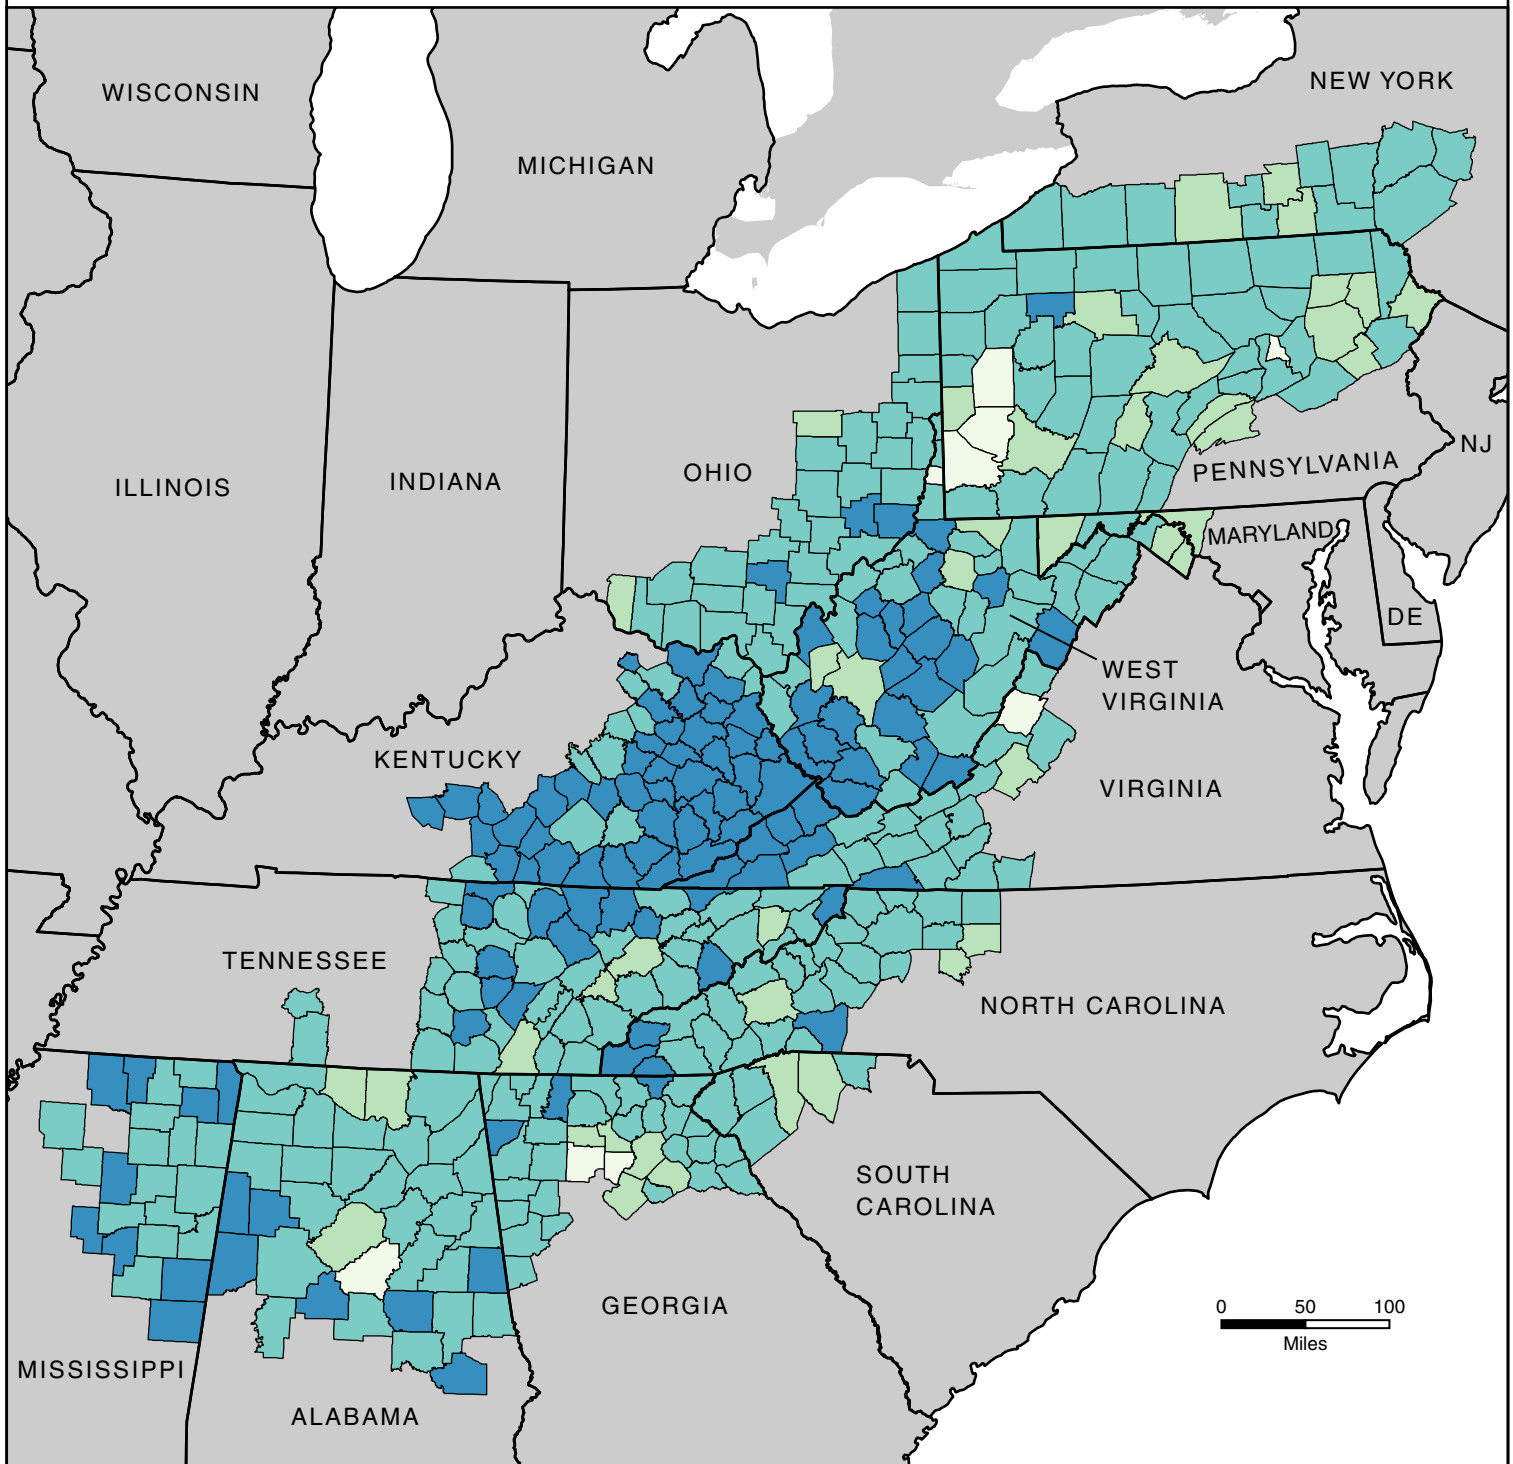 WISCONSIN
MICHIGAN
NEW YORK
ILLINOIS
INDIANA
OHIO
PENNSYLVANIA
NJ
MARYLAND
DE
WEST
VIRGINIA
KENTUCKY
VIRGINIA
TENNESSEE
NORTH CAROLINA
SOUTH
CAROLINA
GEORGIA
MISSISSIPPI
ALABAMA
0 50 100
Miles